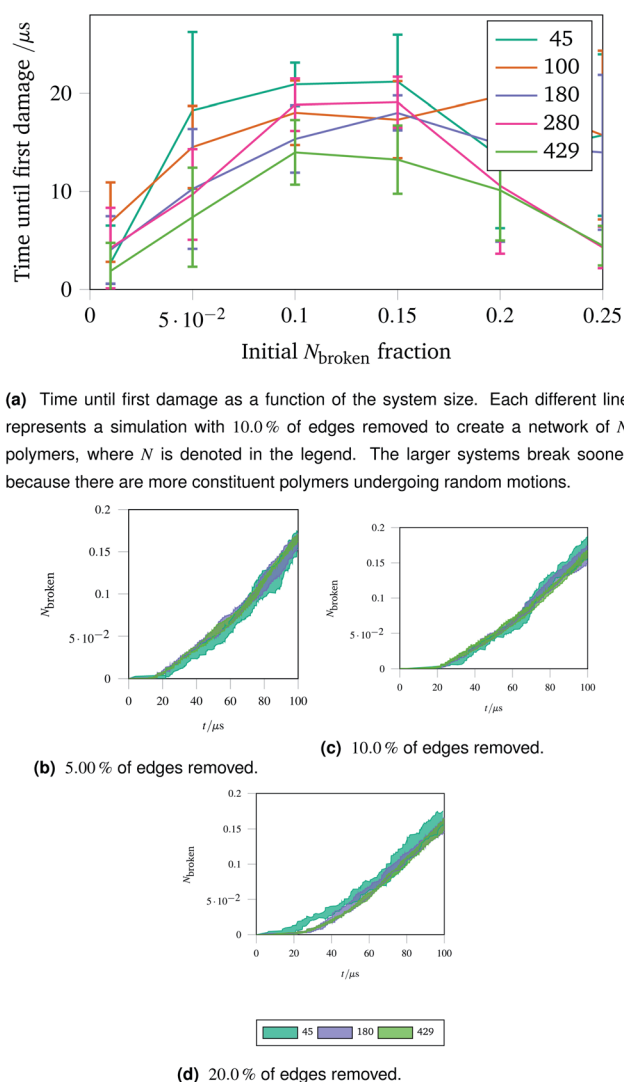 Time until first damage /μs
20
10
0
45
100
180
280
429
0 5·10⁻² 0.1 0.15 0.2 0.25
Initial N_broken fraction
(a) Time until first damage as a function of the system size. Each different line
represents a simulation with 10.0 % of edges removed to create a network of N
polymers, where N is denoted in the legend. The larger systems break soone
because there are more constituent polymers undergoing random motions.
N_broken
0.2
0.15
0.1
5·10⁻²
0
0 20 40 60 80 100
t/μs
(b) 5.00 % of edges removed.
N_broken
0.2
0.15
0.1
5·10⁻²
0
0 20 40 60 80 100
t/μs
(c) 10.0 % of edges removed.
N_broken
0.2
0.15
0.1
5·10⁻²
0
0 20 40 60 80 100
t/μs
45 180 429
(d) 20.0 % of edges removed.